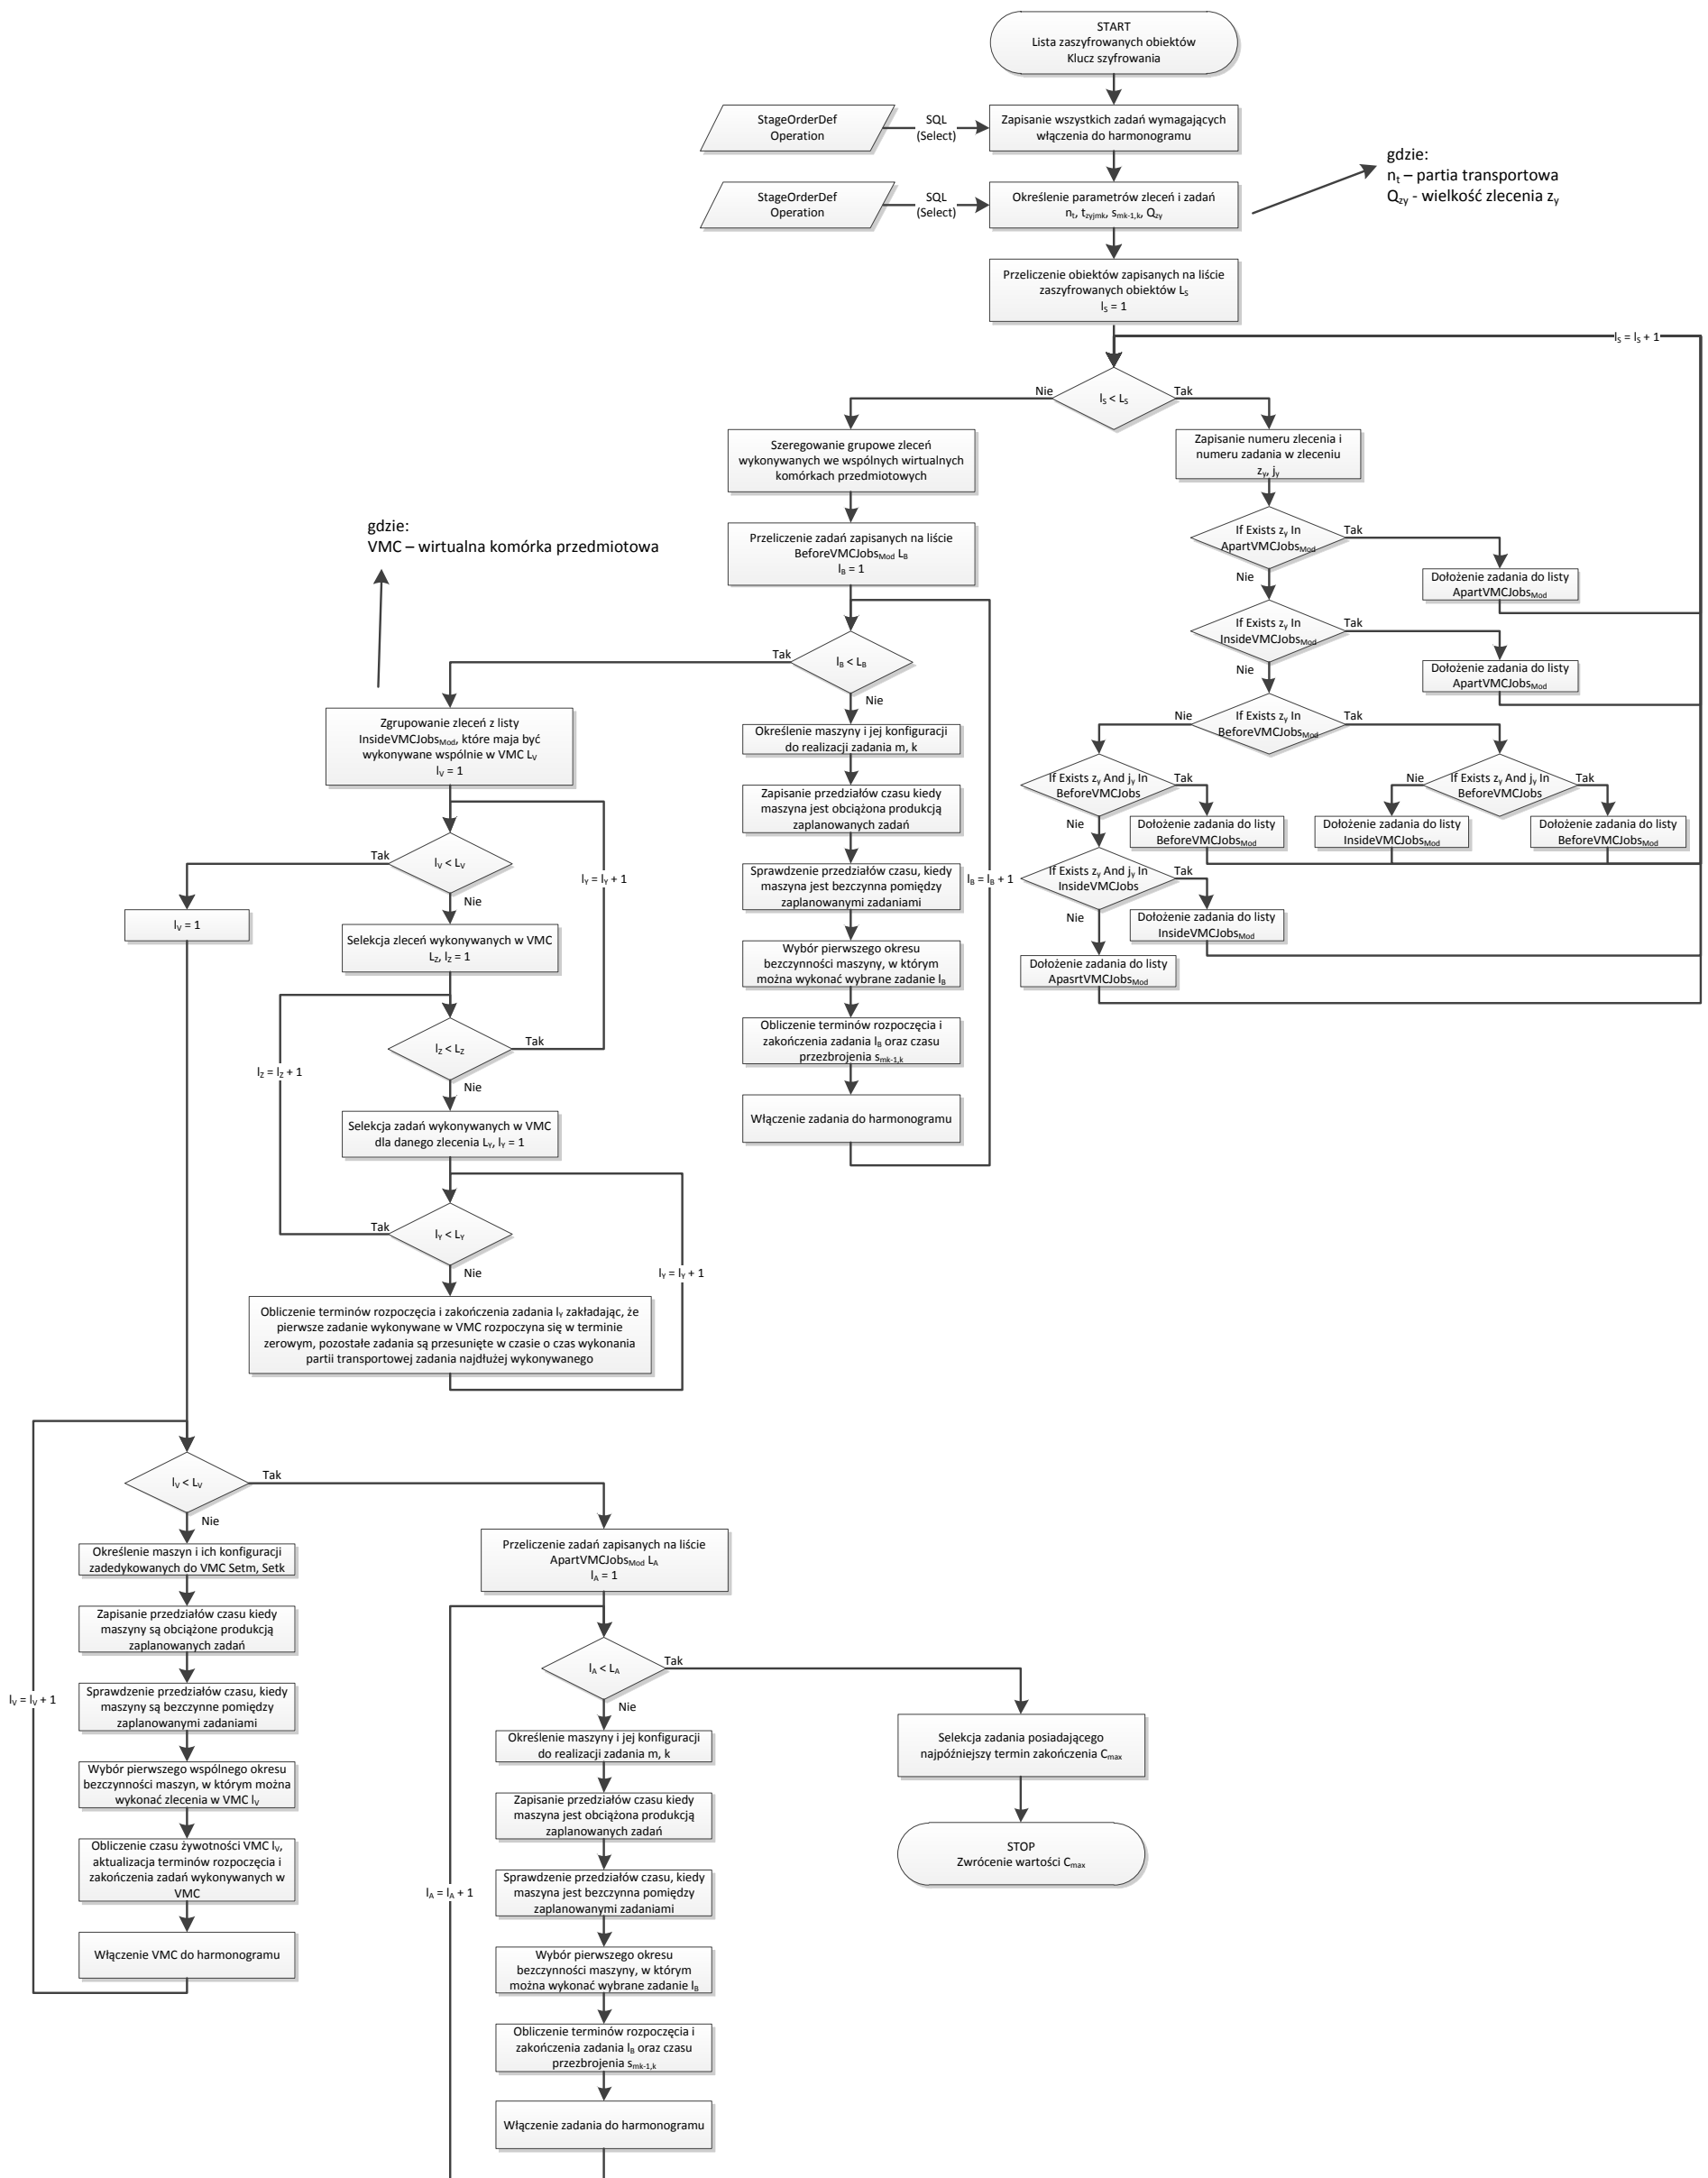 START
Lista zaszyfrowanych obiektów
Klucz szyfrowania
StageOrderDef
Operation
SQL
(Select)
Zapisanie wszystkich zadań wymagających
włączenia do harmonogramu
gdzie:
nt – partia transportowa
Qzy - wielkość zlecenia zy
StageOrderDef
Operation
SQL
(Select)
Określenie parametrów zleceń i zadań
nt, tzyjmk, smk-1,k, Qzy
Przeliczenie obiektów zapisanych na liście
zaszyfrowanych obiektów LS
lS = 1
lS = lS + 1
Nie
lS < LS
Tak
Szeregowanie grupowe zleceń
wykonywanych we wspólnych wirtualnych
komórkach przedmiotowych
Zapisanie numeru zlecenia i
numeru zadania w zleceniu
zy, jy
gdzie:
VMC – wirtualna komórka przedmiotowa
Przeliczenie zadań zapisanych na liście
BeforeVMCJobsMod LB
lB = 1
If Exists zy In
ApartVMCJobsMod
Tak
Nie
Dołożenie zadania do listy
ApartVMCJobsMod
If Exists zy In
InsideVMCJobsMod
Tak
Nie
Dołożenie zadania do listy
ApartVMCJobsMod
Tak
lB < LB
Nie
Nie
If Exists zy In
BeforeVMCJobsMod
Tak
If Exists zy And jy In
BeforeVMCJobs
Tak
Nie
Nie
If Exists zy And jy In
BeforeVMCJobs
Tak
Dołożenie zadania do listy
BeforeVMCJobsMod
Dołożenie zadania do listy
InsideVMCJobsMod
Dołożenie zadania do listy
BeforeVMCJobsMod
If Exists zy And jy In
InsideVMCJobs
Tak
Nie
Dołożenie zadania do listy
InsideVMCJobsMod
Dołożenie zadania do listy
ApasrtVMCJobsMod
Określenie maszyny i jej konfiguracji
do realizacji zadania m, k
Zapisanie przedziałów czasu kiedy
maszyna jest obciążona produkcją
zaplanowanych zadań
Sprawdzenie przedziałów czasu, kiedy
maszyna jest bezczynna pomiędzy
zaplanowanymi zadaniami
lB = lB + 1
Wybór pierwszego okresu
bezczynności maszyny, w którym
można wykonać wybrane zadanie lB
Obliczenie terminów rozpoczęcia i
zakończenia zadania lB oraz czasu
przezbrojenia smk-1,k
Włączenie zadania do harmonogramu
Zgrupowanie zleceń z listy
InsideVMCJobsMod, które maja być
wykonywane wspólnie w VMC LV
lV = 1
Tak
lV < LV
Nie
lY = lY + 1
lV = 1
Selekcja zleceń wykonywanych w VMC
LZ, lZ = 1
lZ < LZ
Tak
Nie
lZ = lZ + 1
Selekcja zadań wykonywanych w VMC
dla danego zlecenia LY, lY = 1
Tak
lY < LY
Nie
lY = lY + 1
Obliczenie terminów rozpoczęcia i zakończenia zadania lY zakładając, że
pierwsze zadanie wykonywane w VMC rozpoczyna się w terminie
zerowym, pozostałe zadania są przesunięte w czasie o czas wykonania
partii transportowej zadania najdłużej wykonywanego
lV < LV
Tak
Nie
Określenie maszyn i ich konfiguracji
zadedykowanych do VMC Setm, Setk
Zapisanie przedziałów czasu kiedy
maszyny są obciążone produkcją
zaplanowanych zadań
Sprawdzenie przedziałów czasu, kiedy
maszyny są bezczynne pomiędzy
zaplanowanymi zadaniami
lV = lV + 1
Wybór pierwszego wspólnego okresu
bezczynności maszyn, w którym można
wykonać zlecenia w VMC lV
Obliczenie czasu żywotności VMC lV,
aktualizacja terminów rozpoczęcia i
zakończenia zadań wykonywanych w
VMC
Włączenie VMC do harmonogramu
Przeliczenie zadań zapisanych na liście
ApartVMCJobsMod LA
lA = 1
lA < LA
Tak
Nie
Określenie maszyny i jej konfiguracji
do realizacji zadania m, k
Zapisanie przedziałów czasu kiedy
maszyna jest obciążona produkcją
zaplanowanych zadań
Sprawdzenie przedziałów czasu, kiedy
maszyna jest bezczynna pomiędzy
zaplanowanymi zadaniami
lA = lA + 1
Wybór pierwszego okresu
bezczynności maszyny, w którym
można wykonać wybrane zadanie lB
Obliczenie terminów rozpoczęcia i
zakończenia zadania lB oraz czasu
przezbrojenia smk-1,k
Włączenie zadania do harmonogramu
Selekcja zadania posiadającego
najpóźniejszy termin zakończenia Cmax
STOP
Zwrócenie wartości Cmax